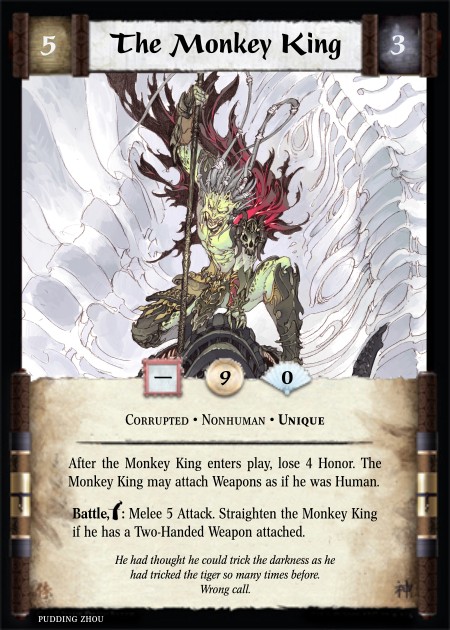 5 The Monkey King 3
— 9 0
Corrupted • Nonhuman • Unique
After the Monkey King enters play, lose 4 Honor. The
Monkey King may attach Weapons as if he was Human.
Battle, : Melee 5 Attack. Straighten the Monkey King
if he has a Two-Handed Weapon attached.
He had thought he could trick the darkness as he
had tricked the tiger so many times before.
Wrong call.
神
PUDDING ZHOU